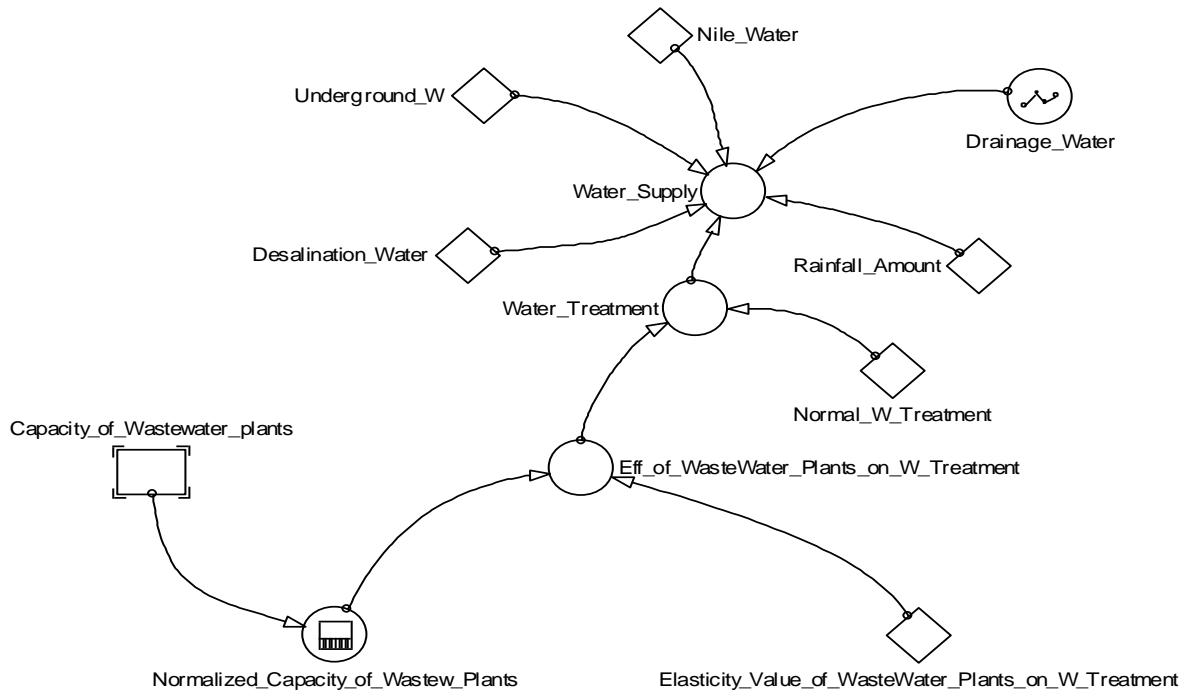 Nile_Water
Underground_W
Drainage_Water
Water_Supply
Desalination_Water
Rainfall_Amount
Water_Treatment
Normal_W_Treatment
Capacity_of_Wastewater_plants
Eff_of_WasteWater_Plants_on_W_Treatment
Normalized_Capacity_of_Wastew_Plants
Elasticity_Value_of_WasteWater_Plants_on_W_Treatment